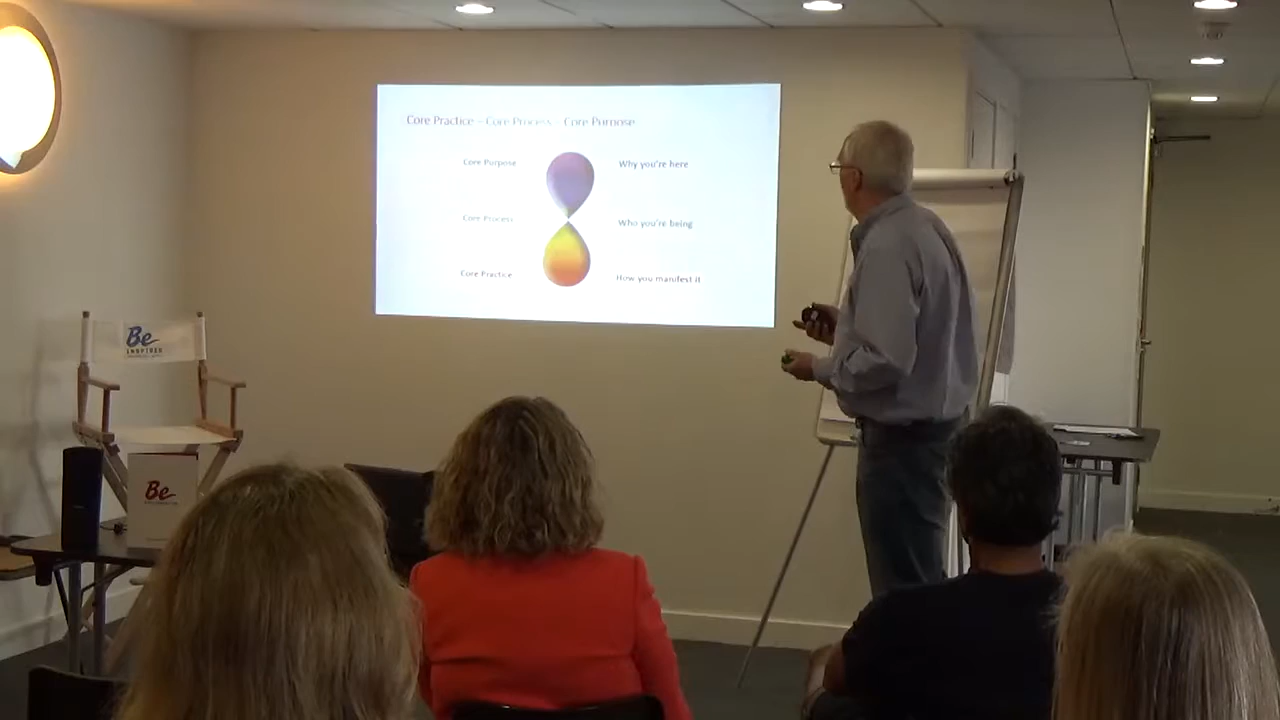 Core Practice – Core Process – Core Purpose
Core Purpose
Why you're here
Core Process
Who you're being
Core Practice
How you manifest it
Be
INSPIRED
Be